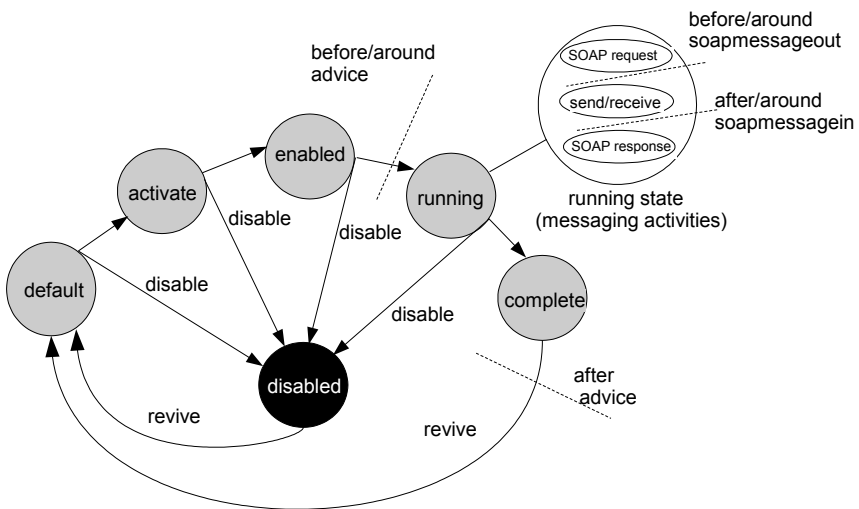 before/around
soapmessageout
SOAP request
before/around
advice
send/receive
after/around
soapmessagein
SOAP response
enabled
activate
running
running state
(messaging activities)
disable
disable
default
disable
complete
disable
disabled
after
advice
revive
revive